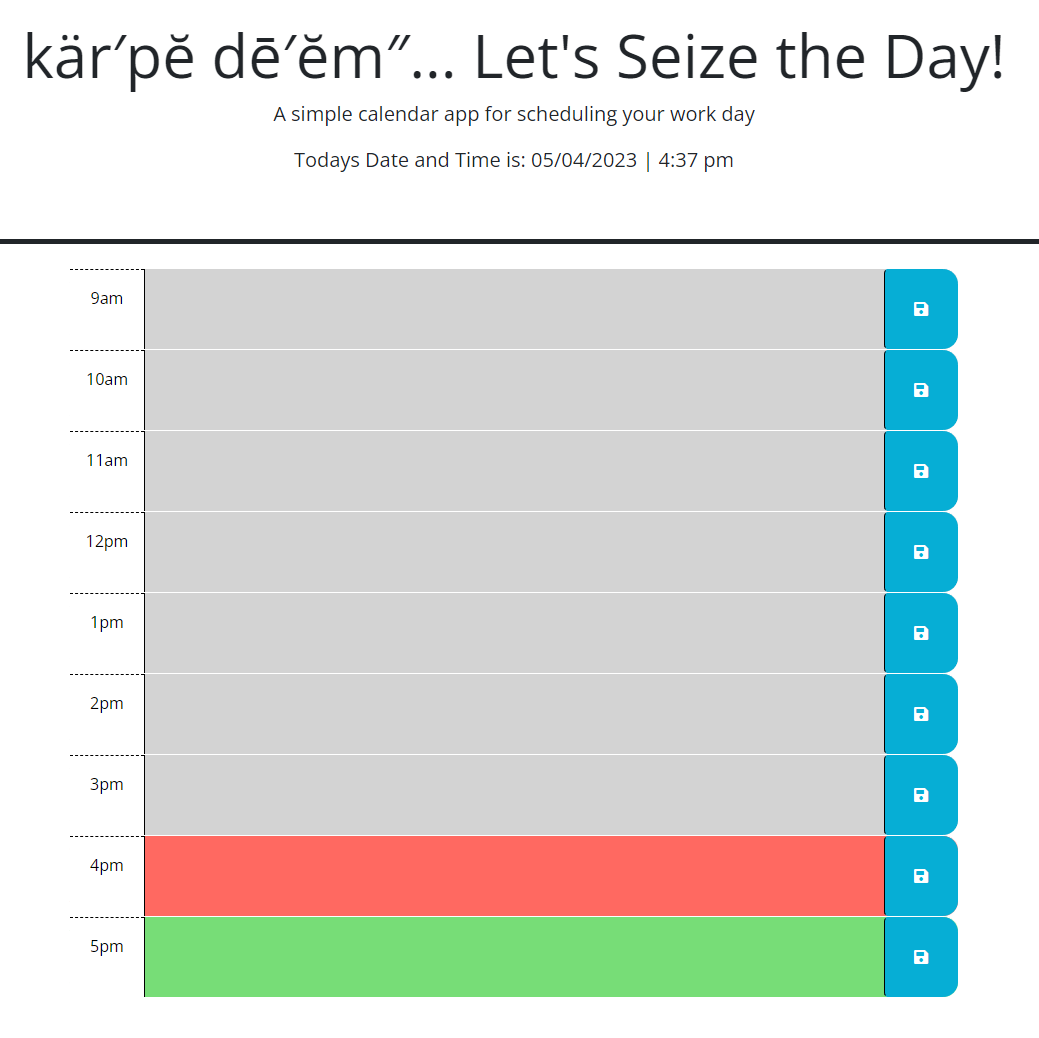 kär′pĕ dē′ĕm″... Let's Seize the Day!
A simple calendar app for scheduling your work day
Todays Date and Time is: 05/04/2023 | 4:37 pm
9am
10am
11am
12pm
1pm
2pm
3pm
4pm
5pm